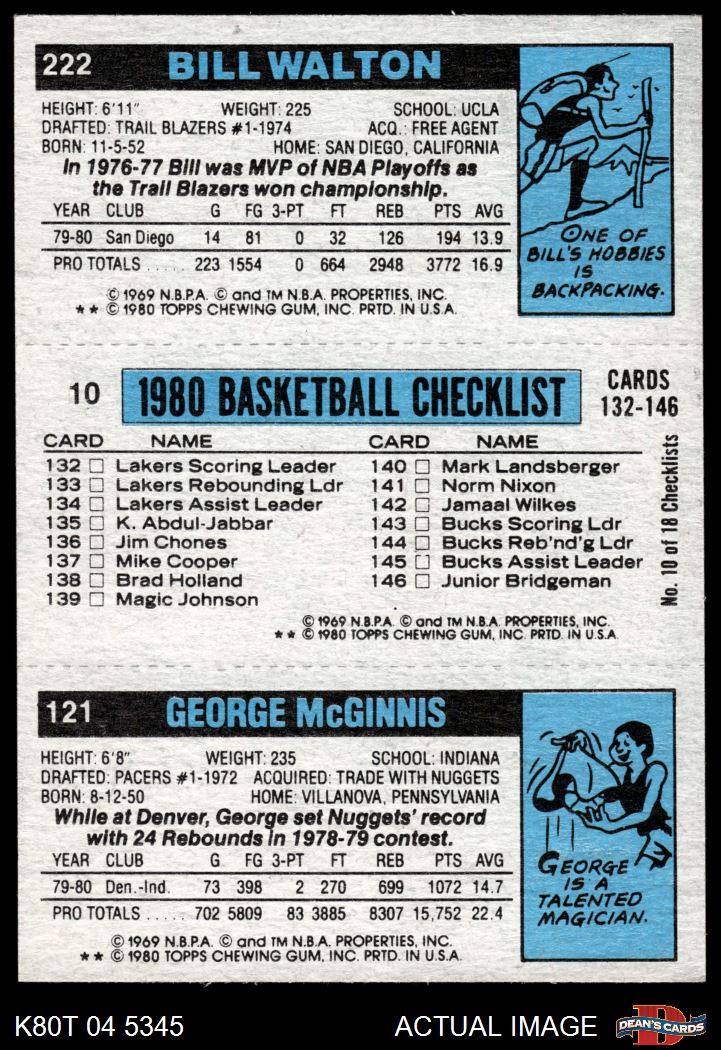 222 BILL WALTON
HEIGHT: 6'11" WEIGHT: 225 SCHOOL: UCLA
DRAFTED: TRAIL BLAZERS #1-1974 ACQ.: FREE AGENT
BORN: 11-5-52 HOME: SAN DIEGO, CALIFORNIA
In 1976-77 Bill was MVP of NBA Playoffs as
the Trail Blazers won championship.
YEAR CLUB G FG 3-PT FT REB PTS AVG
79-80 San Diego 14 81 0 32 126 194 13.9
PRO TOTALS ..... 223 1554 0 664 2948 3772 16.9
© 1969 N.B.P.A. © and TM N.B.A. PROPERTIES, INC.
** © 1980 TOPPS CHEWING GUM, INC. PRTD. IN U.S.A.
ONE OF
BILL'S HOBBIES
IS
BACKPACKING.
10 1980 BASKETBALL CHECKLIST CARDS
132-146
CARD NAME
132 □ Lakers Scoring Leader
133 □ Lakers Rebounding Ldr
134 □ Lakers Assist Leader
135 □ K. Abdul-Jabbar
136 □ Jim Chones
137 □ Mike Cooper
138 □ Brad Holland
139 □ Magic Johnson
CARD NAME
140 □ Mark Landsberger
141 □ Norm Nixon
142 □ Jamaal Wilkes
143 □ Bucks Scoring Ldr
144 □ Bucks Reb'nd'g Ldr
145 □ Bucks Assist Leader
146 □ Junior Bridgeman
No. 10 of 18 Checklists
© 1969 N.B.P.A. © and TM N.B.A. PROPERTIES, INC.
** © 1980 TOPPS CHEWING GUM, INC. PRTD. IN U.S.A.
121 GEORGE McGINNIS
HEIGHT: 6'8" WEIGHT: 235 SCHOOL: INDIANA
DRAFTED: PACERS #1-1972 ACQUIRED: TRADE WITH NUGGETS
BORN: 8-12-50 HOME: VILLANOVA, PENNSYLVANIA
While at Denver, George set Nuggets' record
with 24 Rebounds in 1978-79 contest.
YEAR CLUB G FG 3-PT FT REB PTS AVG
79-80 Den.-Ind. 73 398 2 270 699 1072 14.7
PRO TOTALS ..... 702 5809 83 3885 8307 15,752 22.4
© 1969 N.B.P.A. © and TM N.B.A. PROPERTIES, INC.
** © 1980 TOPPS CHEWING GUM, INC. PRTD. IN U.S.A.
GEORGE
IS A
TALENTED
MAGICIAN.
K80T 04 5345 ACTUAL IMAGE D DEAN'S CARDS